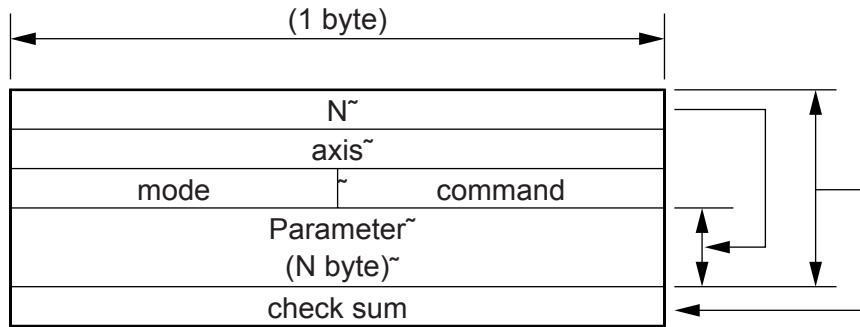 (1 byte)
N˜
axis˜
mode ˜ command
Parameter˜
(N byte)˜
check sum